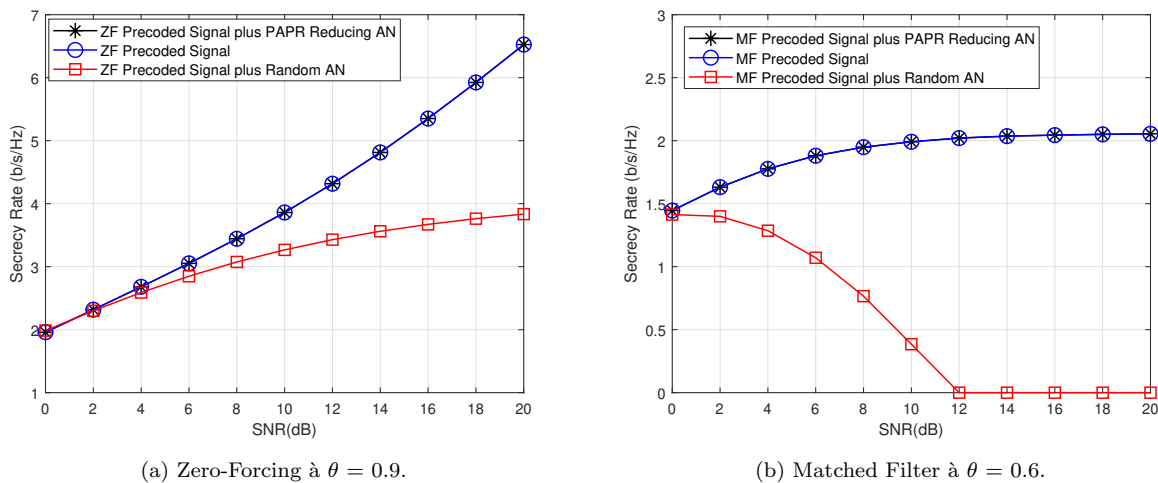 7
6
5
4
3
2
1
Secrecy Rate (b/s/Hz)
ZF Precoded Signal plus PAPR Reducing AN
ZF Precoded Signal
ZF Precoded Signal plus Random AN
0 2 4 6 8 10 12 14 16 18 20
SNR(dB)
(a) Zero-Forcing à θ = 0.9.
3
2.5
2
1.5
1
0.5
0
Secrecy Rate (b/s/Hz)
MF Precoded Signal plus PAPR Reducing AN
MF Precoded Signal
MF Precoded Signal plus Random AN
0 2 4 6 8 10 12 14 16 18 20
SNR(dB)
(b) Matched Filter à θ = 0.6.